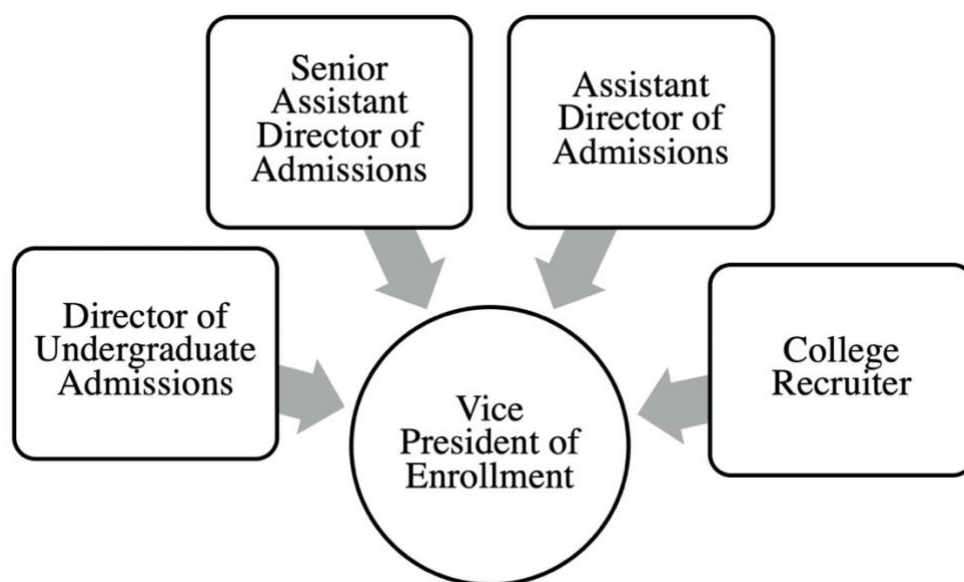 Senior
Assistant
Director of
Admissions
Assistant
Director of
Admissions
Director of
Undergraduate
Admissions
College
Recruiter
Vice
President of
Enrollment